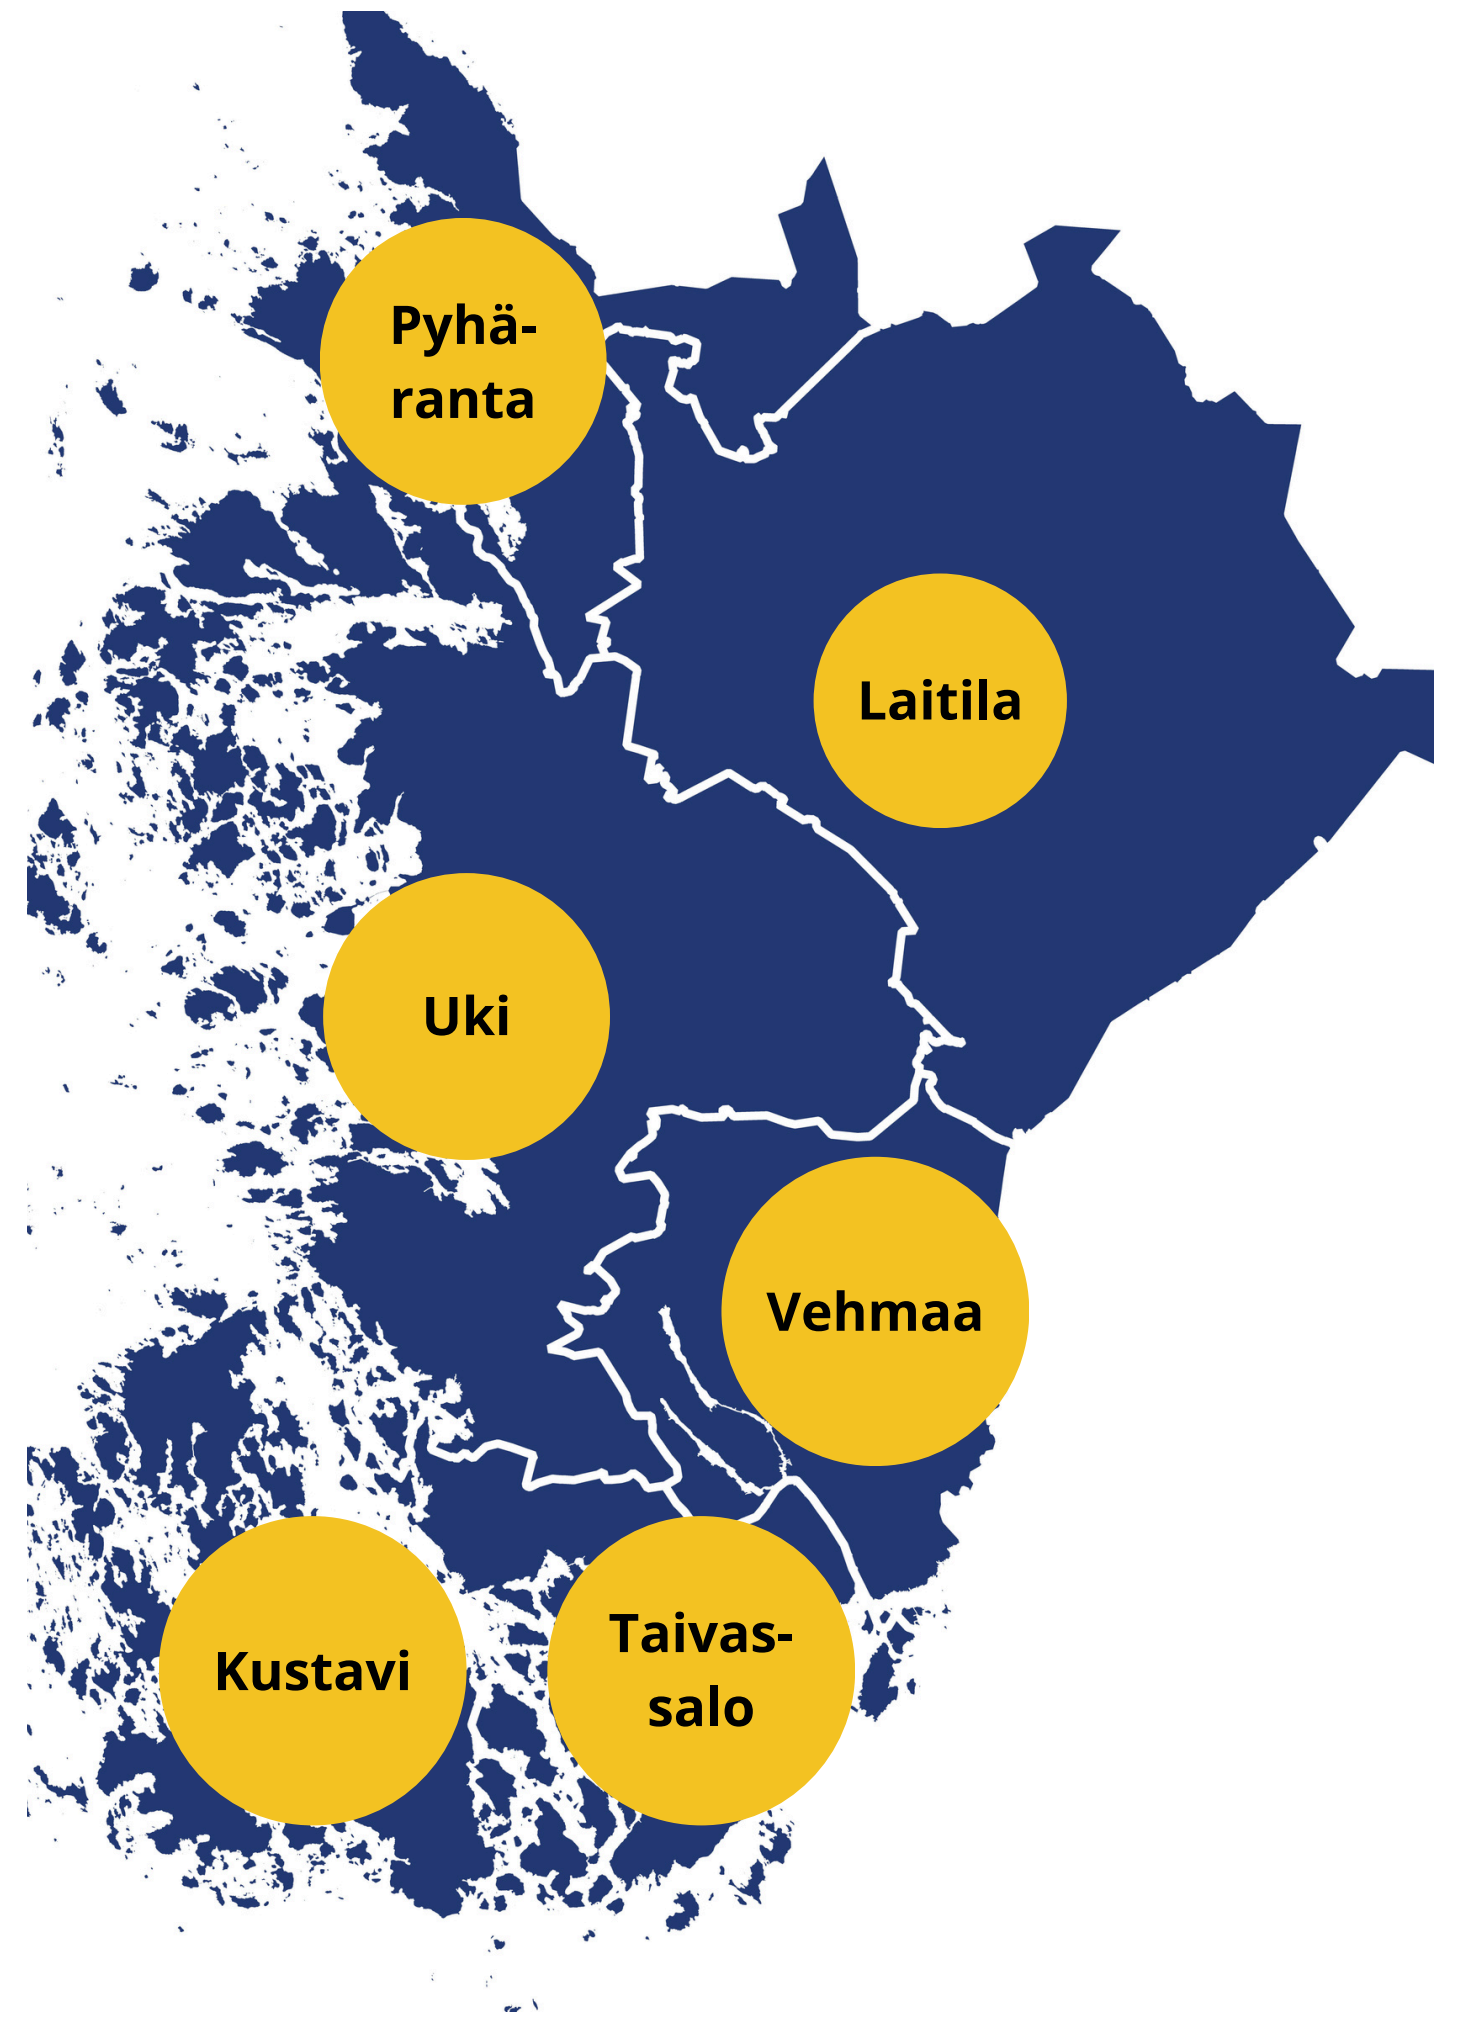 Pyhä-
ranta
Laitila
Uki
Vehmaa
Taivas-
salo
Kustavi